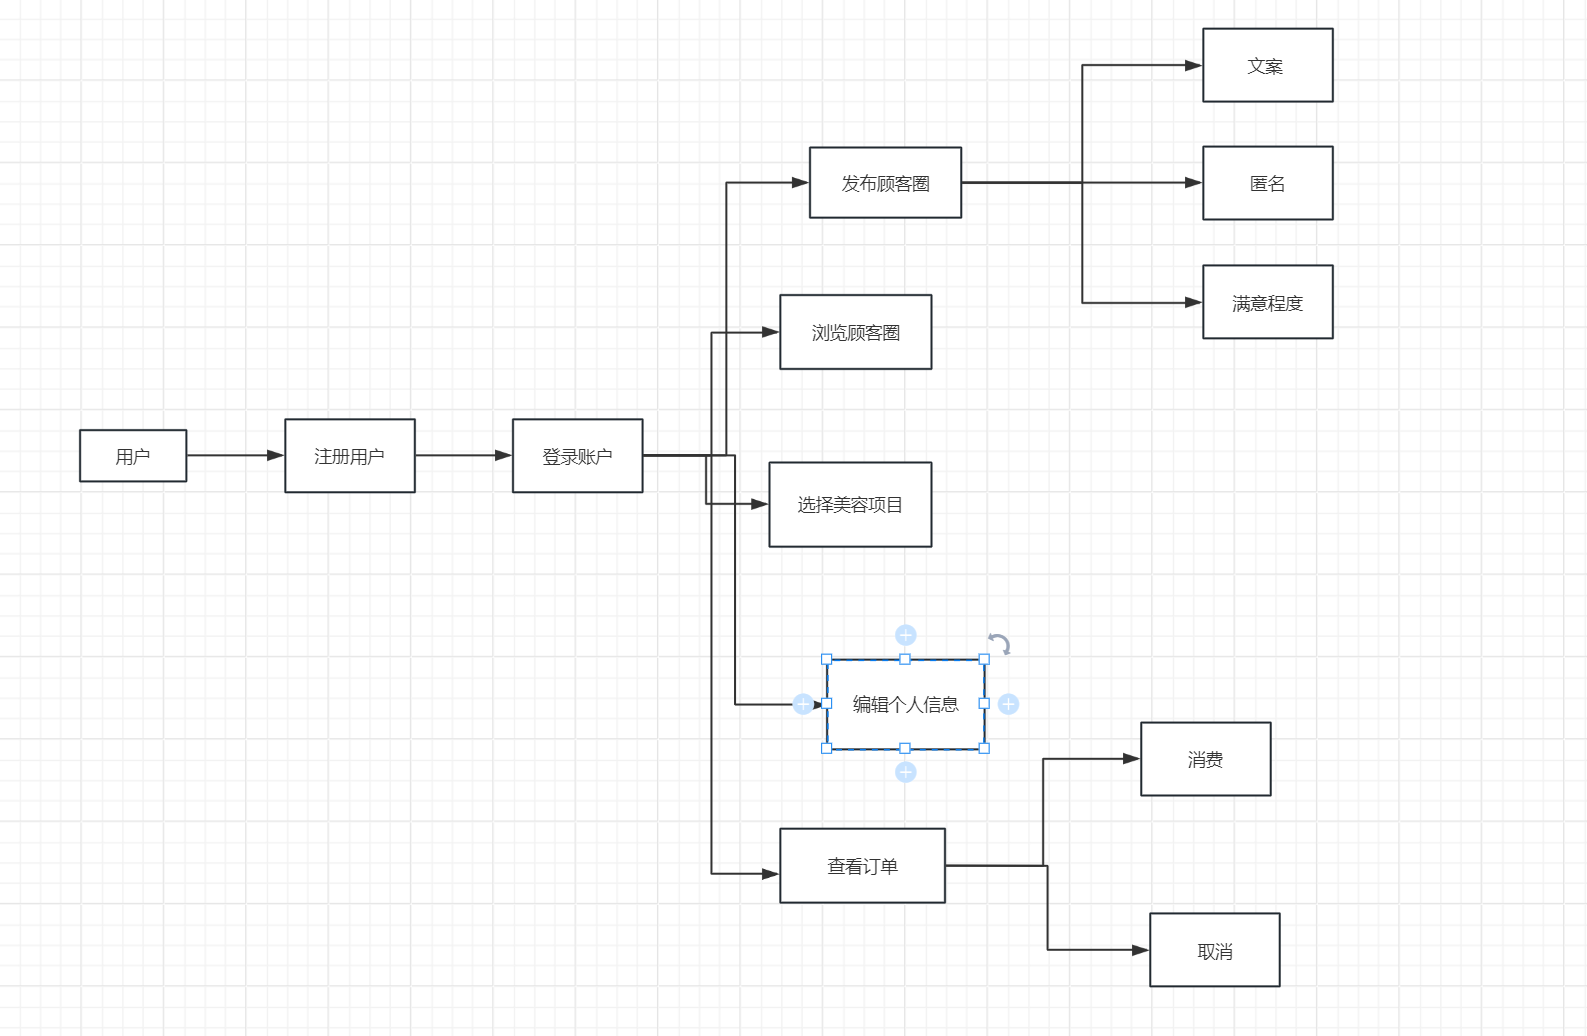 文案
发布顾客圈
匿名
满意程度
浏览顾客圈
用户
注册用户
登录账户
选择美容项目
编辑个人信息
消费
查看订单
取消